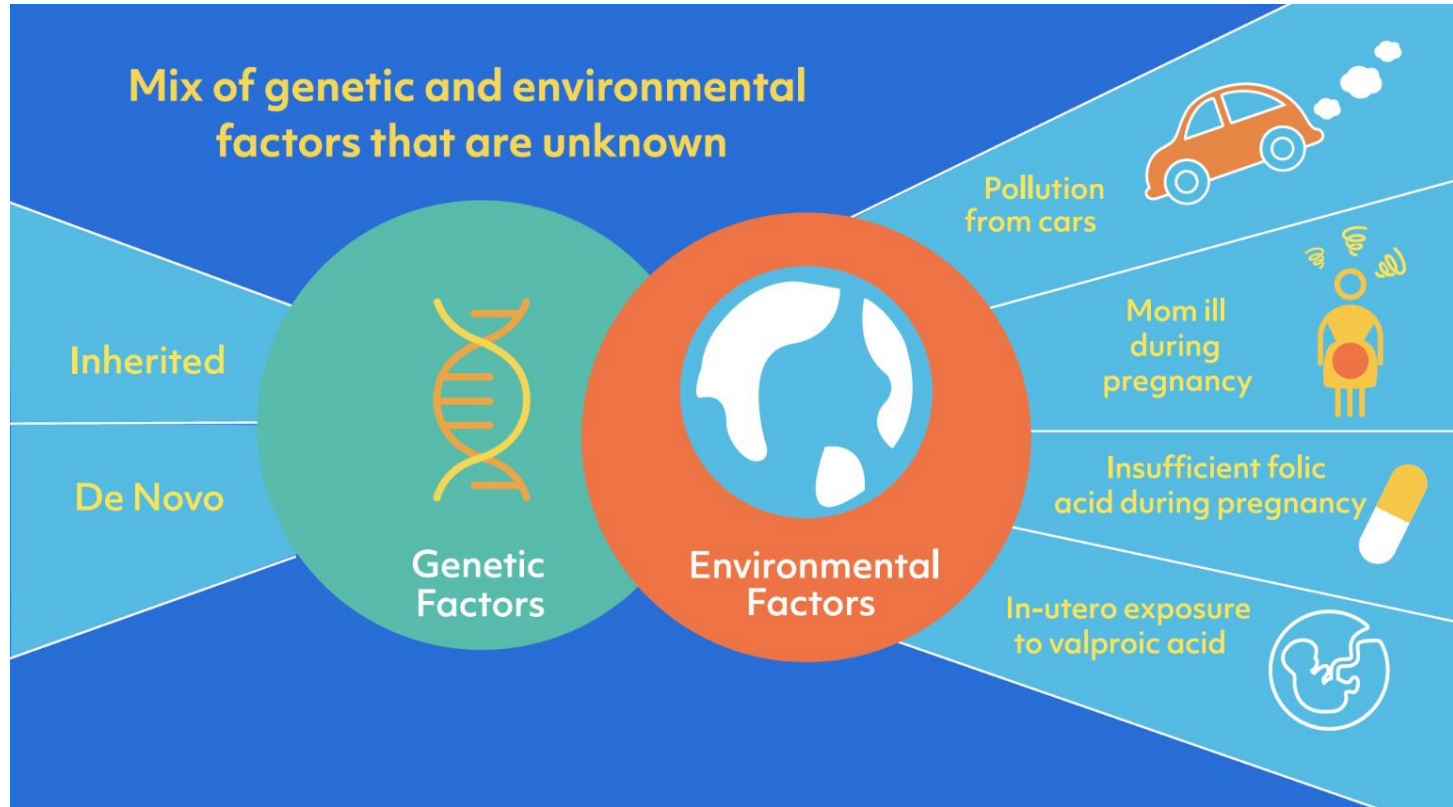 Mix of genetic and environmental
factors that are unknown
Inherited
De Novo
Genetic
Factors
Environmental
Factors
Pollution
from cars
Mom ill
during
pregnancy
Insufficient folic
acid during pregnancy
In-utero exposure
to valproic acid